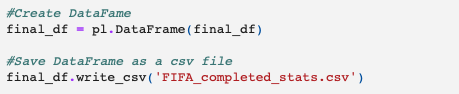 #Create DataFame
final_df = pl.DataFrame(final_df)
#Save DataFrame as a csv file
final_df.write_csv('FIFA_completed_stats.csv')